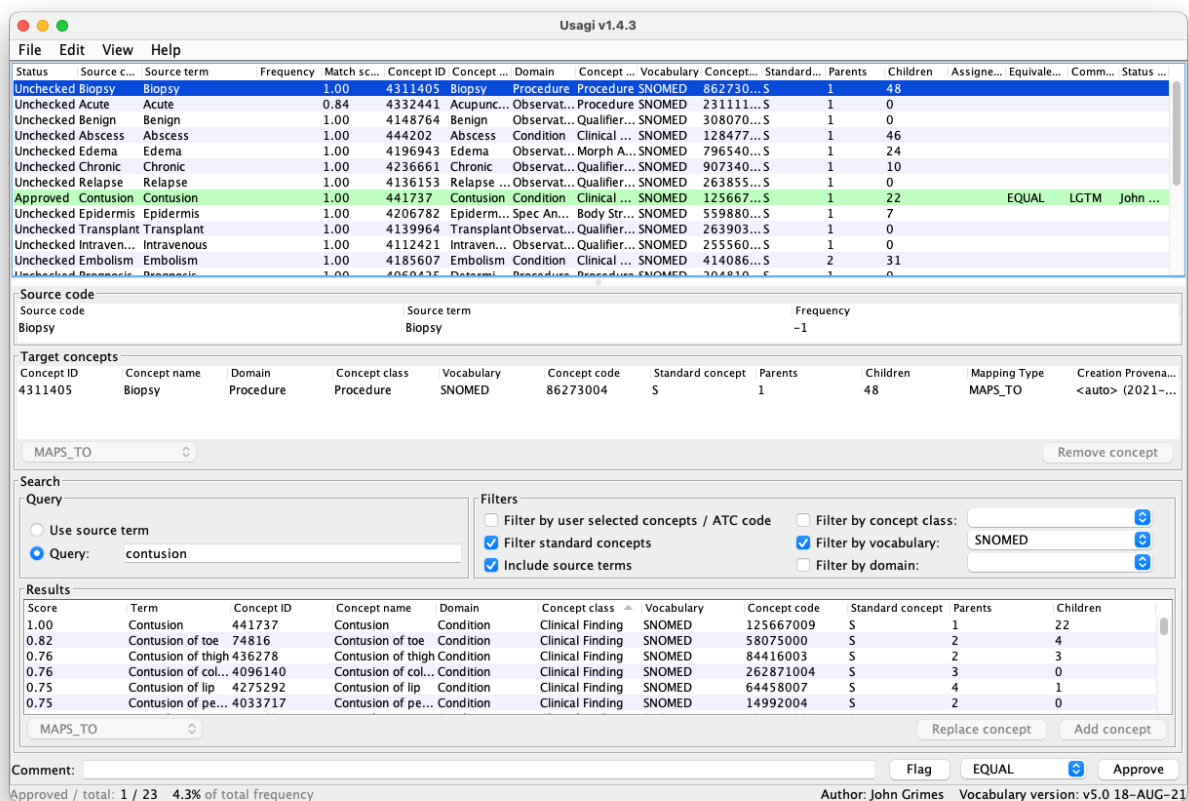 Usagi v1.4.3
File Edit View Help
Status Source c... Source term Frequency Match sc... Concept ID Concept ... Domain Concept ... Vocabulary Concept... Standard... Parents Children Assigne... Equivale... Comm... Status ...
Unchecked Biopsy Biopsy 1.00 4311405 Biopsy Procedure Procedure SNOMED 862730... S 1 48
Unchecked Acute Acute 0.84 4332441 Acupunc... Observat... Procedure SNOMED 231111... S 1 0
Unchecked Benign Benign 1.00 4148764 Benign Observat... Qualifier... SNOMED 308070... S 1 0
Unchecked Abscess Abscess 1.00 444202 Abscess Condition Clinical ... SNOMED 128477... S 1 46
Unchecked Edema Edema 1.00 4196943 Edema Observat... Morph A... SNOMED 796540... S 1 24
Unchecked Chronic Chronic 1.00 4236661 Chronic Observat... Qualifier... SNOMED 907340... S 1 10
Unchecked Relapse Relapse 1.00 4136153 Relapse ... Observat... Qualifier... SNOMED 263855... S 1 0
Approved Contusion Contusion 1.00 441737 Contusion Condition Clinical ... SNOMED 125667... S 1 22 EQUAL LGTM John ...
Unchecked Epidermis Epidermis 1.00 4206782 Epiderm... Spec An... Body Str... SNOMED 559880... S 1 7
Unchecked Transplant Transplant 1.00 4139964 Transplant Observat... Qualifier... SNOMED 263903... S 1 0
Unchecked Intraven... Intravenous 1.00 4112421 Intraven... Observat... Qualifier... SNOMED 255560... S 1 0
Unchecked Embolism Embolism 1.00 4185607 Embolism Condition Clinical ... SNOMED 414086... S 2 31
Unchecked Prognosis Prognosis 1.00 Determi... Procedure Procedure SNOMED 1 0
Source code
Source code Source term Frequency
Biopsy Biopsy -1
Target concepts
Concept ID Concept name Domain Concept class Vocabulary Concept code Standard concept Parents Children Mapping Type Creation Provena...
4311405 Biopsy Procedure Procedure SNOMED 86273004 S 1 48 MAPS_TO <auto> (2021-...
MAPS_TO Remove concept
Search
Query Filters
Use source term
Query: contusion
Filter by user selected concepts / ATC code Filter by concept class:
Filter standard concepts Filter by vocabulary: SNOMED
Include source terms Filter by domain:
Results
Score Term Concept ID Concept name Domain Concept class Vocabulary Concept code Standard concept Parents Children
1.00 Contusion 441737 Contusion Condition Clinical Finding SNOMED 125667009 S 1 22
0.82 Contusion of toe 74816 Contusion of toe Condition Clinical Finding SNOMED 58075000 S 2 4
0.76 Contusion of thigh 436278 Contusion of thigh Condition Clinical Finding SNOMED 84416003 S 2 3
0.76 Contusion of col... 4096140 Contusion of col... Condition Clinical Finding SNOMED 262871004 S 3 0
0.75 Contusion of lip 4275292 Contusion of lip Condition Clinical Finding SNOMED 64458007 S 4 1
0.75 Contusion of pe... 4033717 Contusion of pe... Condition Clinical Finding SNOMED 14992004 S 2 0
MAPS_TO Replace concept Add concept
Comment: Flag EQUAL Approve
Approved / total: 1 / 23 4.3% of total frequency Author: John Grimes Vocabulary version: v5.0 18-AUG-21